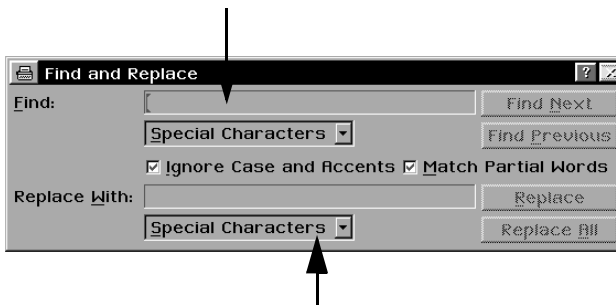 Find and Replace ?
Find: Find Next
Special Characters Find Previous
Ignore Case and Accents Match Partial Words
Replace With: Replace
Special Characters Replace All